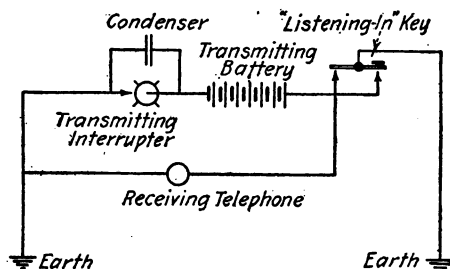 Condenser
"Listening-In" Key
Transmitting
Battery
Transmitting
Interrupter
Receiving Telephone
Earth
Earth